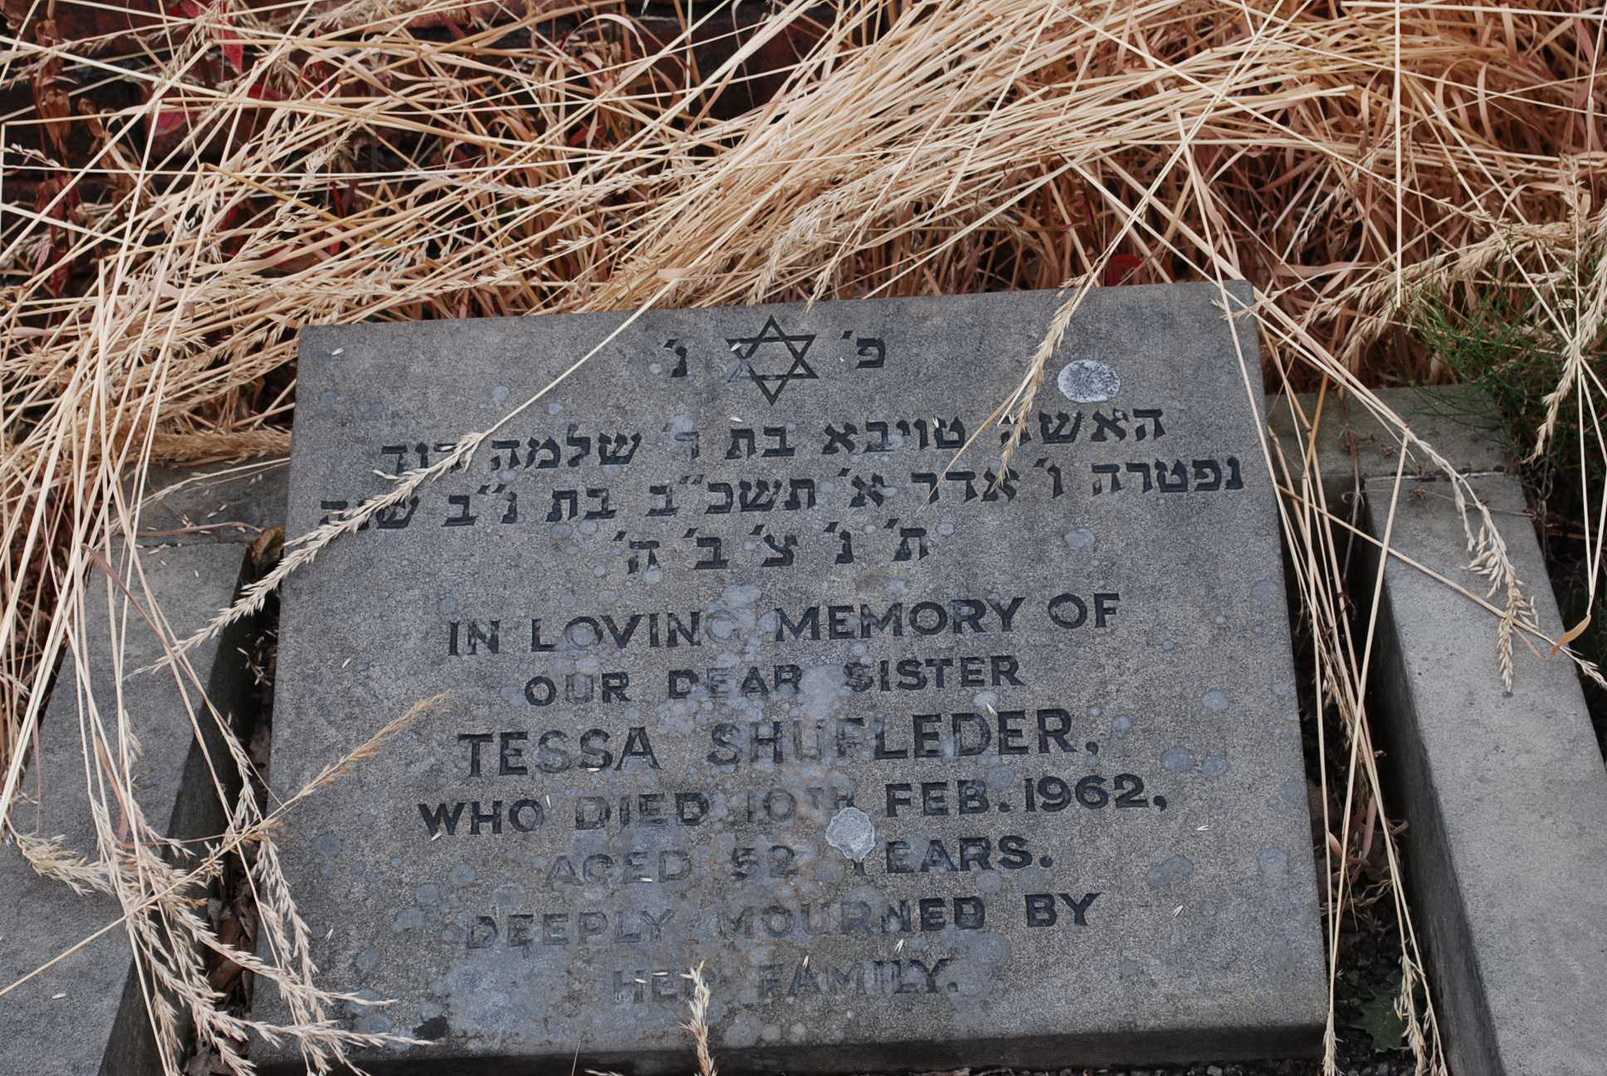 פ׳ נ׳
האשה טויבא בת ר׳ שלמה דוד
נפטרה ו׳ אדר א׳ תשכ״ב בת נ״ב שנה
ת׳ נ׳ צ׳ ב׳ ה׳
IN LOVING MEMORY OF
OUR DEAR SISTER
TESSA SHUFLEDER,
WHO DIED 10TH FEB. 1962,
AGED 52 YEARS.
DEEPLY MOURNED BY
HER FAMILY.